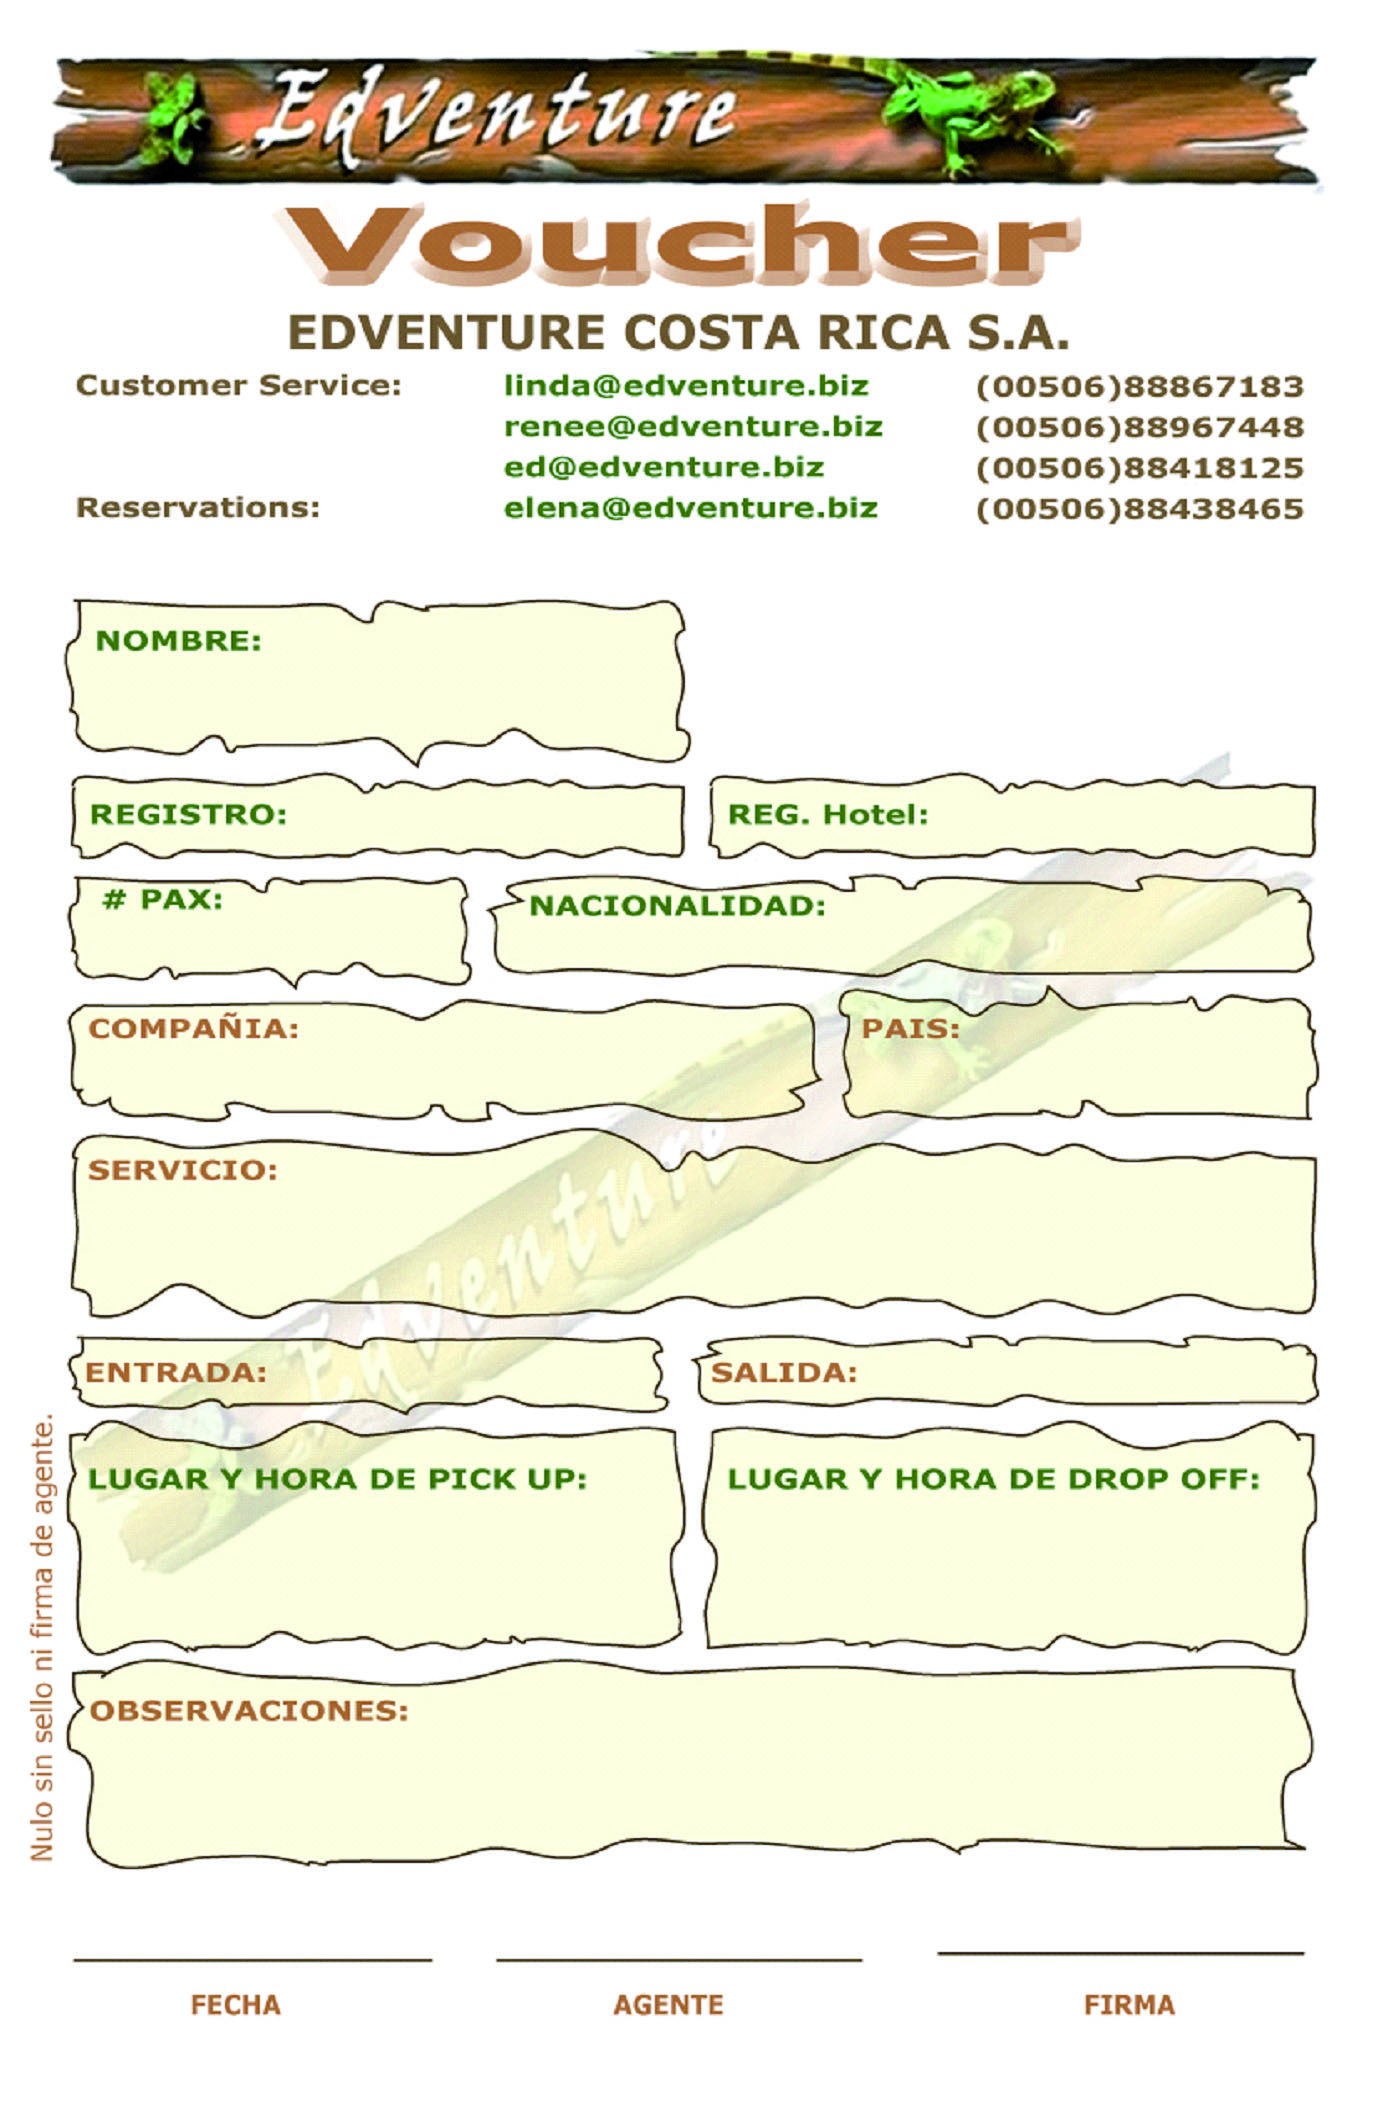 Edventure
Voucher
EDVENTURE COSTA RICA S.A.
Customer Service: linda@edventure.biz (00506)88867183
renee@edventure.biz (00506)88967448
ed@edventure.biz (00506)88418125
Reservations: elena@edventure.biz (00506)88438465
NOMBRE:
REGISTRO: REG. Hotel:
# PAX: NACIONALIDAD:
COMPAÑIA: PAIS:
SERVICIO:
Edventure
ENTRADA: SALIDA:
LUGAR Y HORA DE PICK UP: LUGAR Y HORA DE DROP OFF:
OBSERVACIONES:
Nulo sin sello ni firma de agente.
FECHA AGENTE FIRMA